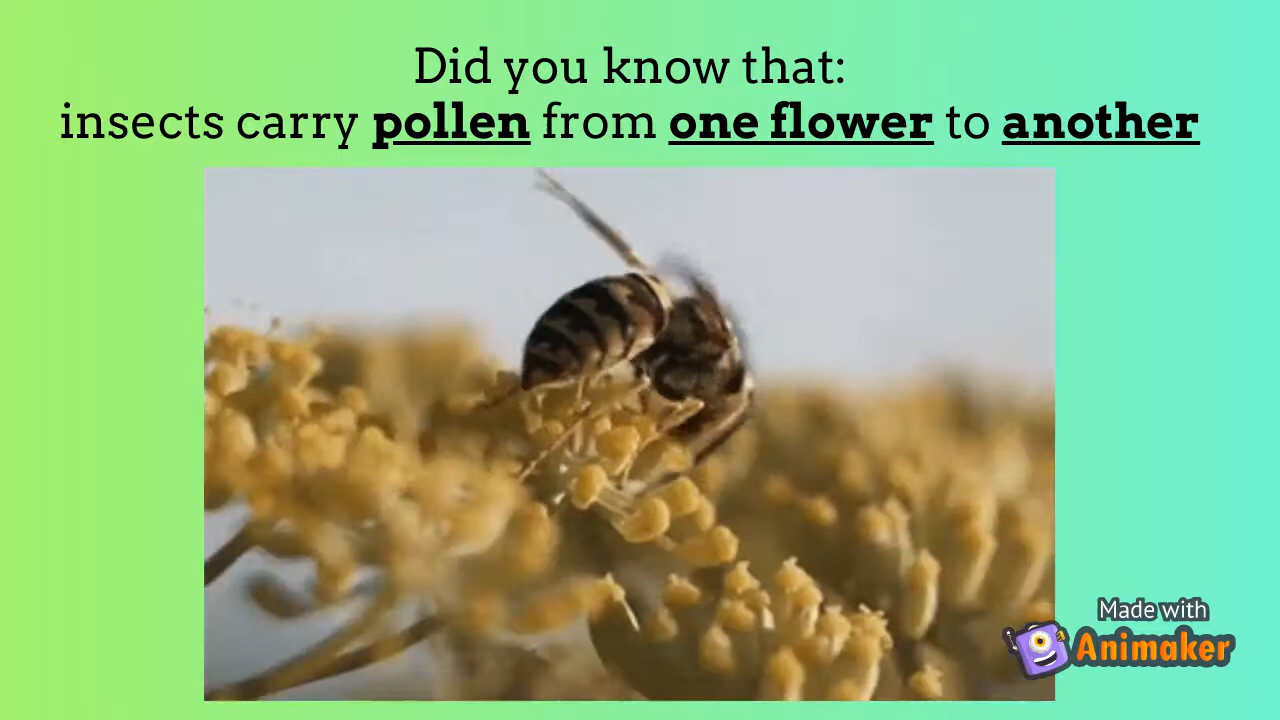 Did you know that:
insects carry pollen from one flower to another
Made with
Animaker